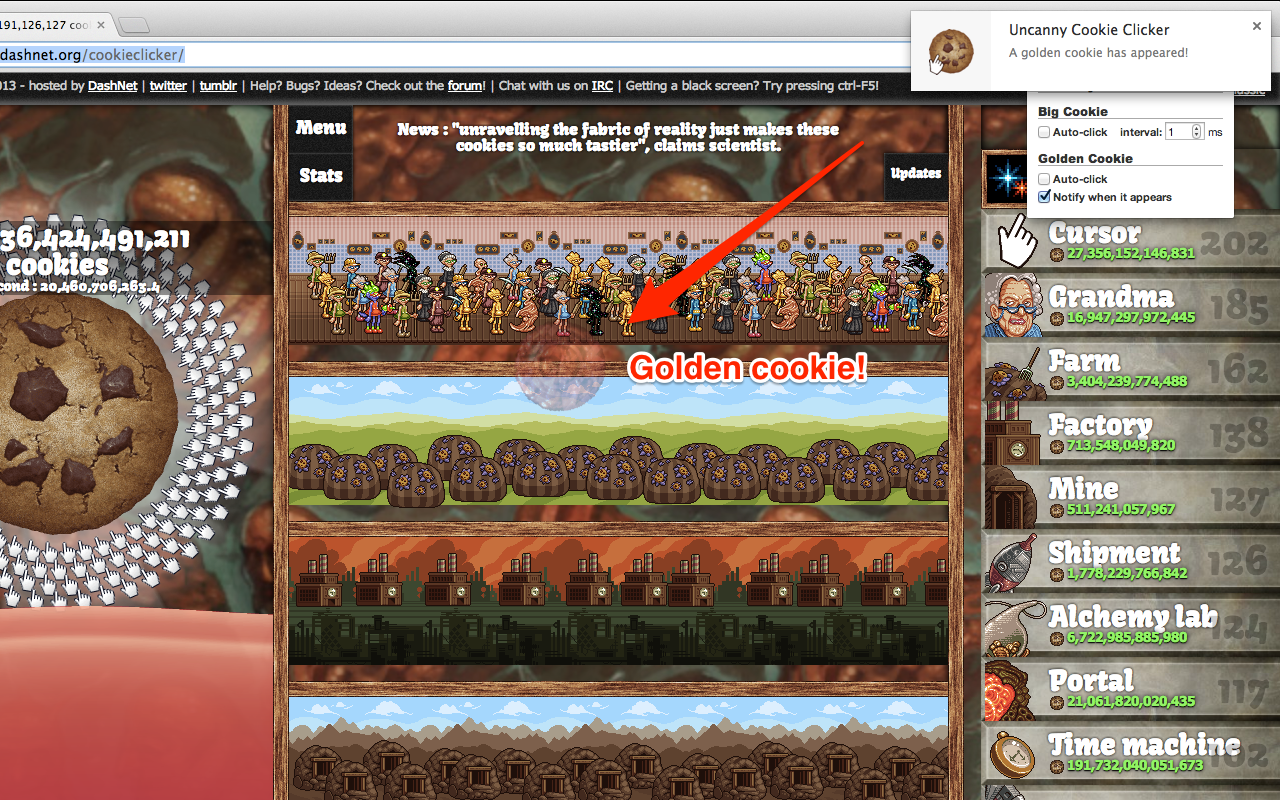 191,126,127 coo
dashnet.org/cookieclicker/
Uncanny Cookie Clicker
A golden cookie has appeared!
013 - hosted by DashNet | twitter | tumblr | Help? Bugs? Ideas? Check out the forum! | Chat with us on IRC | Getting a black screen? Try pressing ctrl-F5!
Big Cookie
Auto-click interval: 1 ms
Golden Cookie
Auto-click
Notify when it appears
Menu
Stats
News : "unravelling the fabric of reality just makes these
cookies so much tastier", claims scientist.
Updates
36,424,491,211
cookies
cond : 20,460,706,263.4
Golden cookie!
Cursor 202
27,356,152,146,831
Grandma 185
16,947,297,972,445
Farm 162
3,404,239,774,488
Factory 138
713,548,049,820
Mine 127
511,241,057,967
Shipment 126
1,778,229,766,842
Alchemy lab 124
6,722,985,885,980
Portal 117
21,061,820,020,435
Time machine 102
191,732,040,051,673